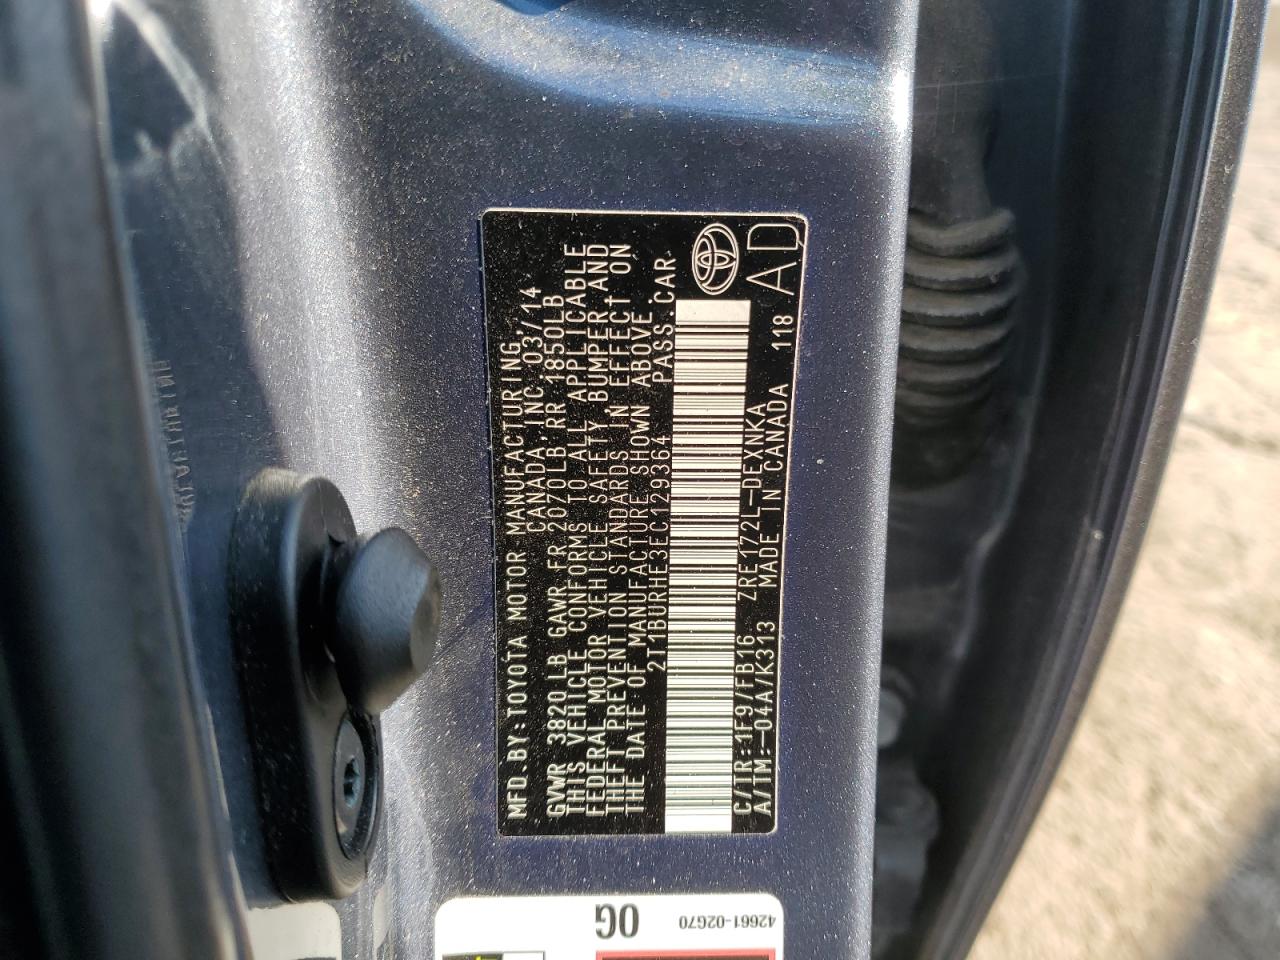 MFD.BY:TOYOTA MOTOR MANUFACTURING,
CANADA,INC.03/14
GVWR 3820 LB GAWR FR 2070LB RR 1850LB
THIS VEHICLE CONFORMS TO ALL APPLICABLE
FEDERAL MOTOR VEHICLE SAFETY, BUMPER,AND
THEFT PREVENTION STANDARDS IN EFFECT ON
THE DATE OF MANUFACTURE SHOWN ABOVE.
2T1BURHE3EC129364 PASS.CAR
C/TR:1F9/FB16 ZRE172L-DEXNKA
A/TM:-04A/K313 MADE IN CANADA 118 AD
0G
42661-02G70